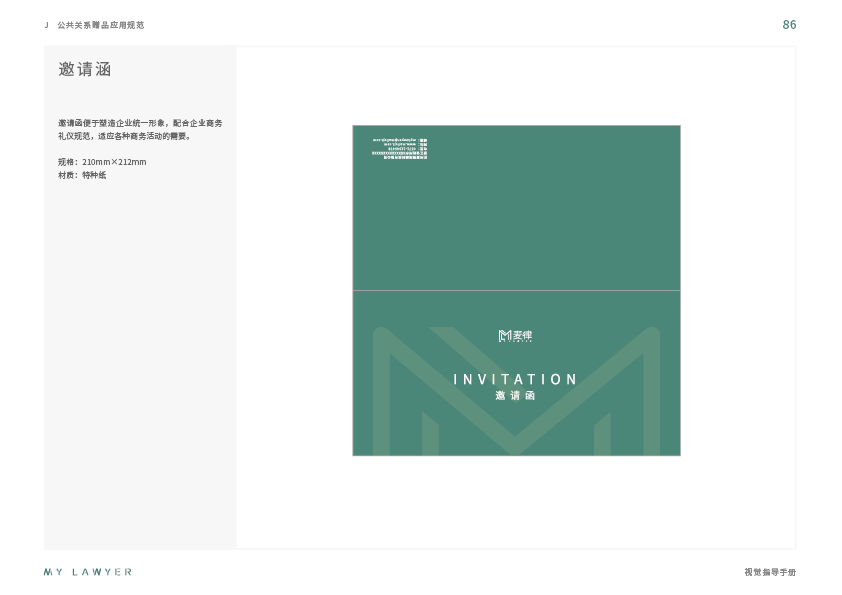 J 公共关系赠品应用规范
86
邀请涵
邀请函便于塑造企业统一形象，配合企业商务
礼仪规范，适应各种商务活动的需要。
规格：210mm×212mm
材质：特种纸
麦律
INVITATION
邀请函
MY LAWYER
视觉指导手册